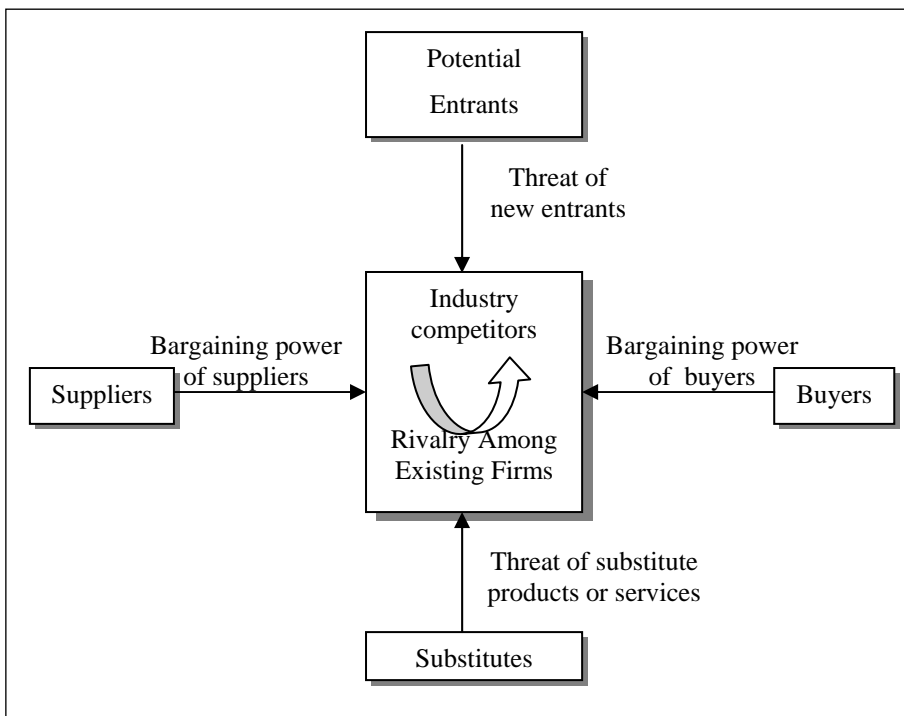 Potential
Entrants
Threat of
new entrants
Industry
competitors
Bargaining power
of suppliers
Suppliers
Bargaining power
of buyers
Buyers
Rivalry Among
Existing Firms
Threat of substitute
products or services
Substitutes